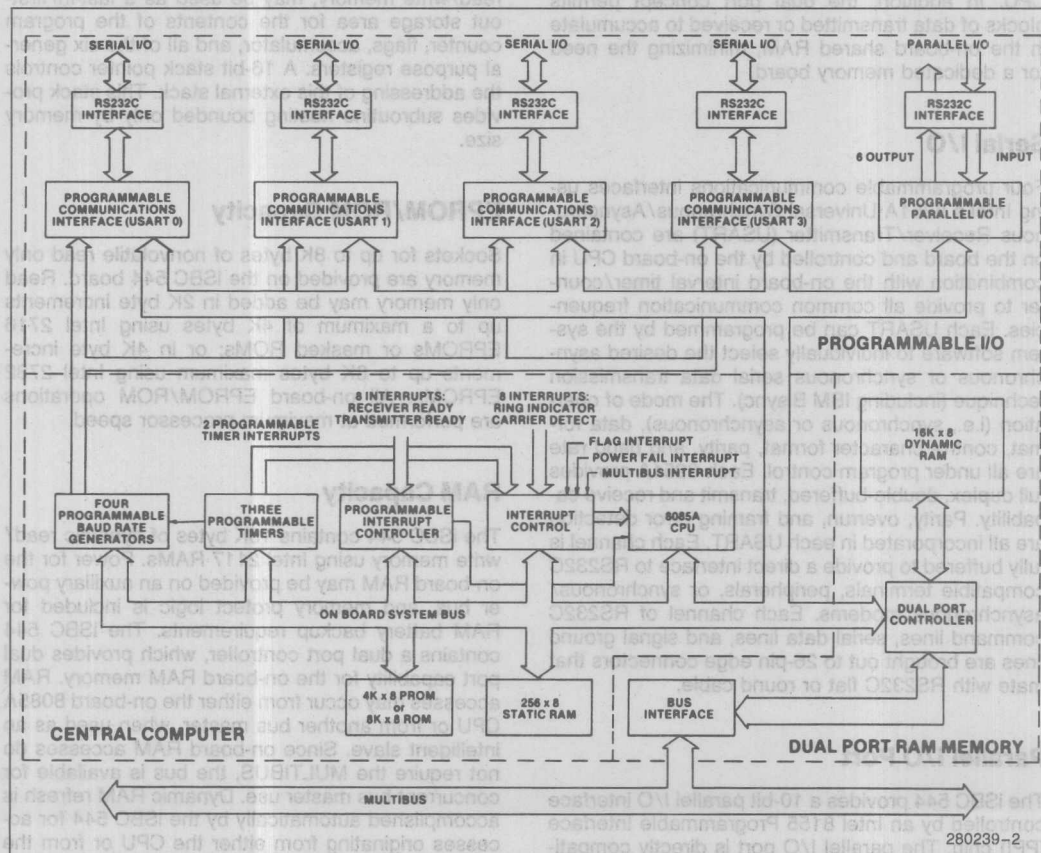 SERIAL I/O SERIAL I/O SERIAL I/O SERIAL I/O PARALLEL I/O
RS232C INTERFACE
RS232C INTERFACE
RS232C INTERFACE
RS232C INTERFACE
RS232C INTERFACE
6 OUTPUT
INPUT
PROGRAMMABLE
COMMUNICATIONS
INTERFACE (USART 0)
PROGRAMMABLE
COMMUNICATIONS
INTERFACE (USART 1)
PROGRAMMABLE
COMMUNICATIONS
INTERFACE (USART 2)
PROGRAMMABLE
COMMUNICATIONS
INTERFACE (USART 3)
PROGRAMMABLE
PARALLEL I/O
PROGRAMMABLE I/O
2 PROGRAMMABLE
TIMER INTERRUPTS
8 INTERRUPTS:
RECEIVER READY
TRANSMITTER READY
8 INTERRUPTS:
RING INDICATOR
CARRIER DETECT
FLAG INTERRUPT
POWER FAIL INTERRUPT
MULTIBUS INTERRUPT
16K x 8
DYNAMIC
RAM
FOUR
PROGRAMMABLE
BAUD RATE
GENERATORS
THREE
PROGRAMMABLE
TIMERS
PROGRAMMABLE
INTERRUPT
CONTROLLER
INTERRUPT
CONTROL
8085A
CPU
DUAL PORT
CONTROLLER
ON BOARD SYSTEM BUS
4K x 8 PROM
or
8K x 8 ROM
256 x 8
STATIC RAM
BUS
INTERFACE
CENTRAL COMPUTER
DUAL PORT RAM MEMORY
MULTIBUS
280239–2